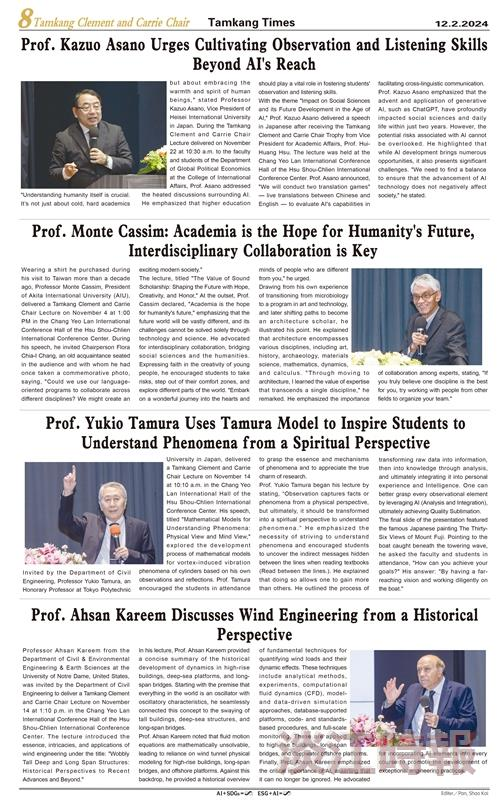 8 Tamkang Clement and Carrie Chair
Tamkang Times
12.2.2024
Prof. Kazuo Asano Urges Cultivating Observation and Listening Skills
Beyond AI's Reach
"Understanding humanity itself is crucial.
It's not just about cold, hard academics
but about embracing the
warmth and spirit of human
beings," stated Professor
Kazuo Asano, Vice President of
Heisei International University
in Japan. During the Tamkang
Clement and Carrie Chair
Lecture delivered on November
22 at 10:30 a.m. to the faculty
and students of the Department
of Global Political Economics
at the College of International
Affairs, Prof. Asano addressed
the heated discussions surrounding AI.
He emphasized that higher education
should play a vital role in fostering students'
observation and listening skills.
With the theme "Impact on Social Sciences
and its Future Development in the Age of
AI," Prof. Kazuo Asano delivered a speech
in Japanese after receiving the Tamkang
Clement and Carrie Chair Trophy from Vice
President for Academic Affairs, Prof. Hui-
Huang Hsu. The lecture was held at the
Chang Yeo Lan International Conference
Hall of the Hsu Shou-Chlien International
Conference Center. Prof. Asano announced,
"We will conduct two translation games"
— live translations between Chinese and
English — to evaluate AI's capabilities in
facilitating cross-linguistic communication.
Prof. Kazuo Asano emphasized that the
advent and application of generative
AI, such as ChatGPT, have profoundly
impacted social sciences and daily
life within just two years. However, the
potential risks associated with AI cannot
be overlooked. He highlighted that
while AI development brings numerous
opportunities, it also presents significant
challenges. "We need to find a balance
to ensure that the advancement of AI
technology does not negatively affect
society," he stated.
Prof. Monte Cassim: Academia is the Hope for Humanity's Future,
Interdisciplinary Collaboration is Key
Wearing a shirt he purchased during
his visit to Taiwan more than a decade
ago, Professor Monte Cassim, President
of Akita International University (AIU),
delivered a Tamkang Clement and Carrie
Chair Lecture on November 4 at 1:00
PM in the Chang Yeo Lan International
Conference Hall of the Hsu Shou-Chlien
International Conference Center. During
his speech, he invited Chairperson Flora
Chia-I Chang, an old acquaintance seated
in the audience and with whom he had
once taken a commemorative photo,
saying, "Could we use our language-
oriented programs to collaborate across
different disciplines? We might create an
exciting modern society."
The lecture, titled "The Value of Sound
Scholarship: Shaping the Future with Hope,
Creativity, and Honor," At the outset, Prof.
Cassim declared, "Academia is the hope
for humanity's future," emphasizing that the
future world will be vastly different, and its
challenges cannot be solved solely through
technology and science. He advocated
for interdisciplinary collaboration, bridging
social sciences and the humanities.
Expressing faith in the creativity of young
people, he encouraged students to take
risks, step out of their comfort zones, and
explore different parts of the world. "Embark
on a wonderful journey into the hearts and
minds of people who are different
from you," he urged.
Drawing from his own experience
of transitioning from microbiology
to a program in art and technology,
and later shifting paths to become
an architecture scholar, he
illustrated his point. He explained
that architecture encompasses
various disciplines, including art,
history, archaeology, materials
science, mathematics, dynamics,
and calculus. "Through moving to
architecture, I learned the value of expertise
that transcends a single discipline," he
remarked. He emphasized the importance
of collaboration among experts, stating, "If
you truly believe one discipline is the best
for you, try working with people from other
fields to organize your team."
Prof. Yukio Tamura Uses Tamura Model to Inspire Students to
Understand Phenomena from a Spiritual Perspective
Invited by the Department of Civil
Engineering, Professor Yukio Tamura, an
Honorary Professor at Tokyo Polytechnic
University in Japan, delivered
a Tamkang Clement and Carrie
Chair Lecture on November 14
at 10:10 a.m. in the Chang Yeo
Lan International Hall of the
Hsu Shou-Chlien International
Conference Center. His speech,
titled "Mathematical Models for
Understanding Phenomena:
Physical View and Mind View,"
explored the development
process of mathematical models
for vortex-induced vibration
phenomena of cylinders based on his own
observations and reflections. Prof. Tamura
encouraged the students in attendance
to grasp the essence and mechanisms
of phenomena and to appreciate the true
charm of research.
Prof. Yukio Tamura began his lecture by
stating, "Observation captures facts or
phenomena from a physical perspective,
but ultimately, it should be transformed
into a spiritual perspective to understand
phenomena." He emphasized the
necessity of striving to understand
phenomena and encouraged students
to uncover the indirect messages hidden
between the lines when reading textbooks
(Read between the lines.). He explained
that doing so allows one to gain more
than others. He outlined the process of
transforming raw data into information,
then into knowledge through analysis,
and ultimately integrating it into personal
experience and Intelligence. One can
better grasp every observational element
by leveraging AI (Analysis and Integration),
ultimately achieving Quality Sublimation.
The final slide of the presentation featured
the famous Japanese painting The Thirty-
Six Views of Mount Fuji. Pointing to the
boat caught beneath the towering wave,
he asked the faculty and students in
attendance, "How can you achieve your
goals?" His answer: "By having a far-
reaching vision and working diligently on
the boat."
Prof. Ahsan Kareem Discusses Wind Engineering from a Historical
Perspective
Professor Ahsan Kareem from the
Department of Civil & Environmental
Engineering & Earth Sciences at the
University of Notre Dame, United States,
was invited by the Department of Civil
Engineering to deliver a Tamkang Clement
and Carrie Chair Lecture on November
14 at 1:10 p.m. in the Chang Yeo Lan
International Conference Hall of the Hsu
Shou-Chlien International Conference
Center. The lecture introduced the
essence, intricacies, and applications of
wind engineering under the title: "Wobbly
Tall Deep and Long Span Structures:
Historical Perspectives to Recent
Advances and Beyond."
In his lecture, Prof. Ahsan Kareem provided
a concise summary of the historical
development of dynamics in high-rise
buildings, deep-sea platforms, and long-
span bridges. Starting with the premise that
everything in the world is an oscillator with
oscillatory characteristics, he seamlessly
connected this concept to the swaying of
tall buildings, deep-sea structures, and
long-span bridges.
Prof. Ahsan Kareem noted that fluid motion
equations are mathematically unsolvable,
leading to reliance on wind tunnel physical
modeling for high-rise buildings, long-span
bridges, and offshore platforms. Against this
backdrop, he provided a historical overview
of fundamental techniques for
quantifying wind loads and their
dynamic effects. These techniques
include analytical methods,
experiments, computational
fluid dynamics (CFD), model-
and data-driven simulation
approaches, database-supported
platforms, code- and standards-
based procedures, and full-scale
monitoring. These are applied
to high-rise buildings, long-span
bridges, and deepwater offshore platforms.
Finally, Prof. Ahsan Kareem emphasized
the critical importance of learning that
it can no longer be ignored. He advocated
for incorporating AI elements into every
course to promote the development of
exceptional engineering practices.
淡江時報
AI+SDGs=∞ ESG+AI=∞
Editor／Pan, Shao Kai